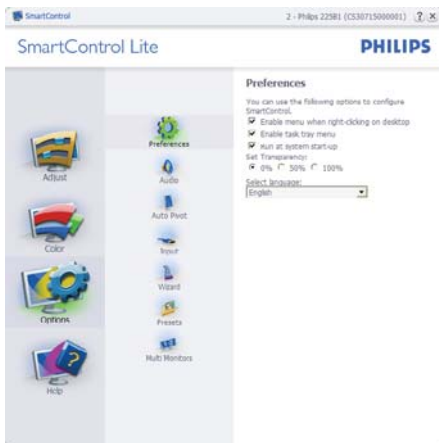 SmartControl
2 - Philips 225B1 (CS30715000001)
SmartControl Lite
PHILIPS
Adjust
Color
Options
Help
Preferences
Audio
Auto Pivot
Input
Wizard
Presets
Multi Monitors
Preferences
You can use the following options to configure
SmartControl.
Enable menu when right-clicking on desktop
Enable task tray menu
Run at system start-up
Set Transparency:
0% 50% 100%
Select language:
English